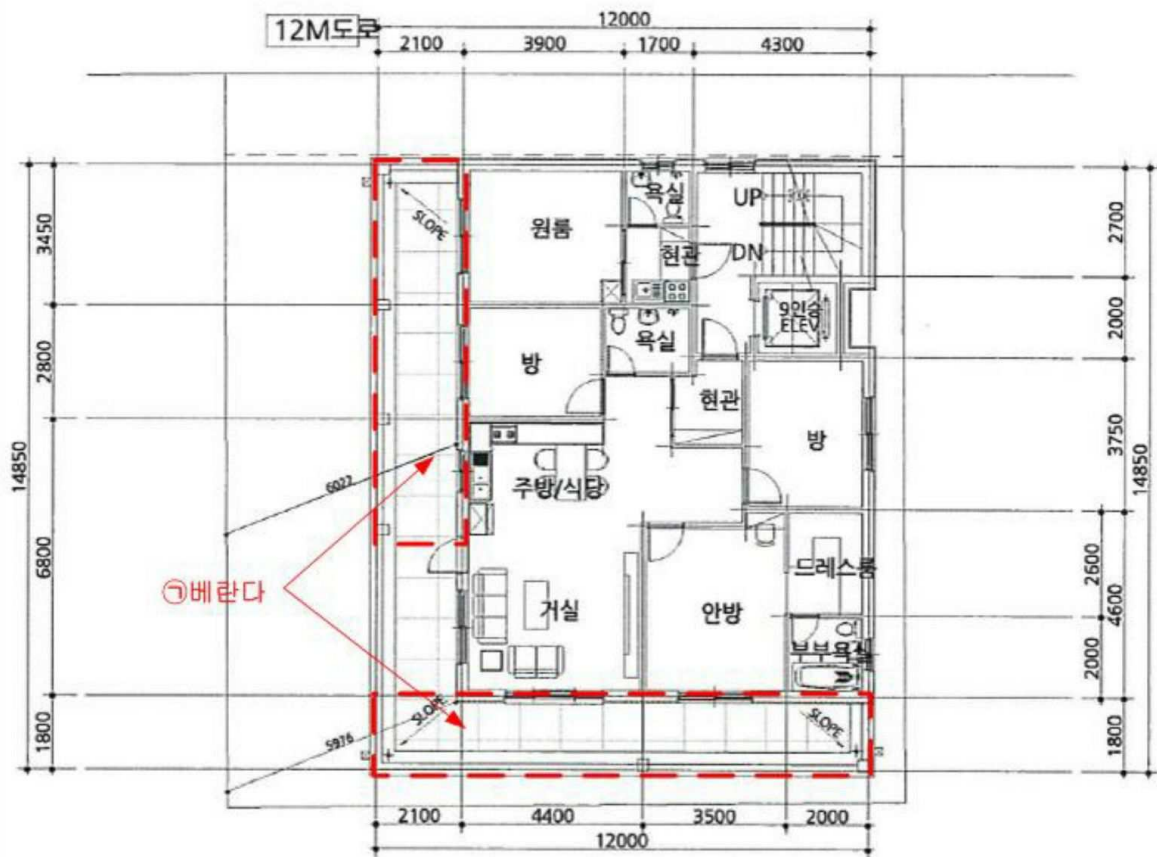 12M도로
12000
2100
3900
1700
4300
3450
2800
6800
1800
14850
2700
2000
3750
2600
4600
2000
1800
14850
SLOPE
원룸
욕실
UP
현관
DN
9인승
ELEV
방
욕실
현관
방
6022
주방/식당
㉠베란다
거실
안방
드레스룸
부부욕실
5976
SLOPE
SLOPE
2100
4400
3500
2000
12000